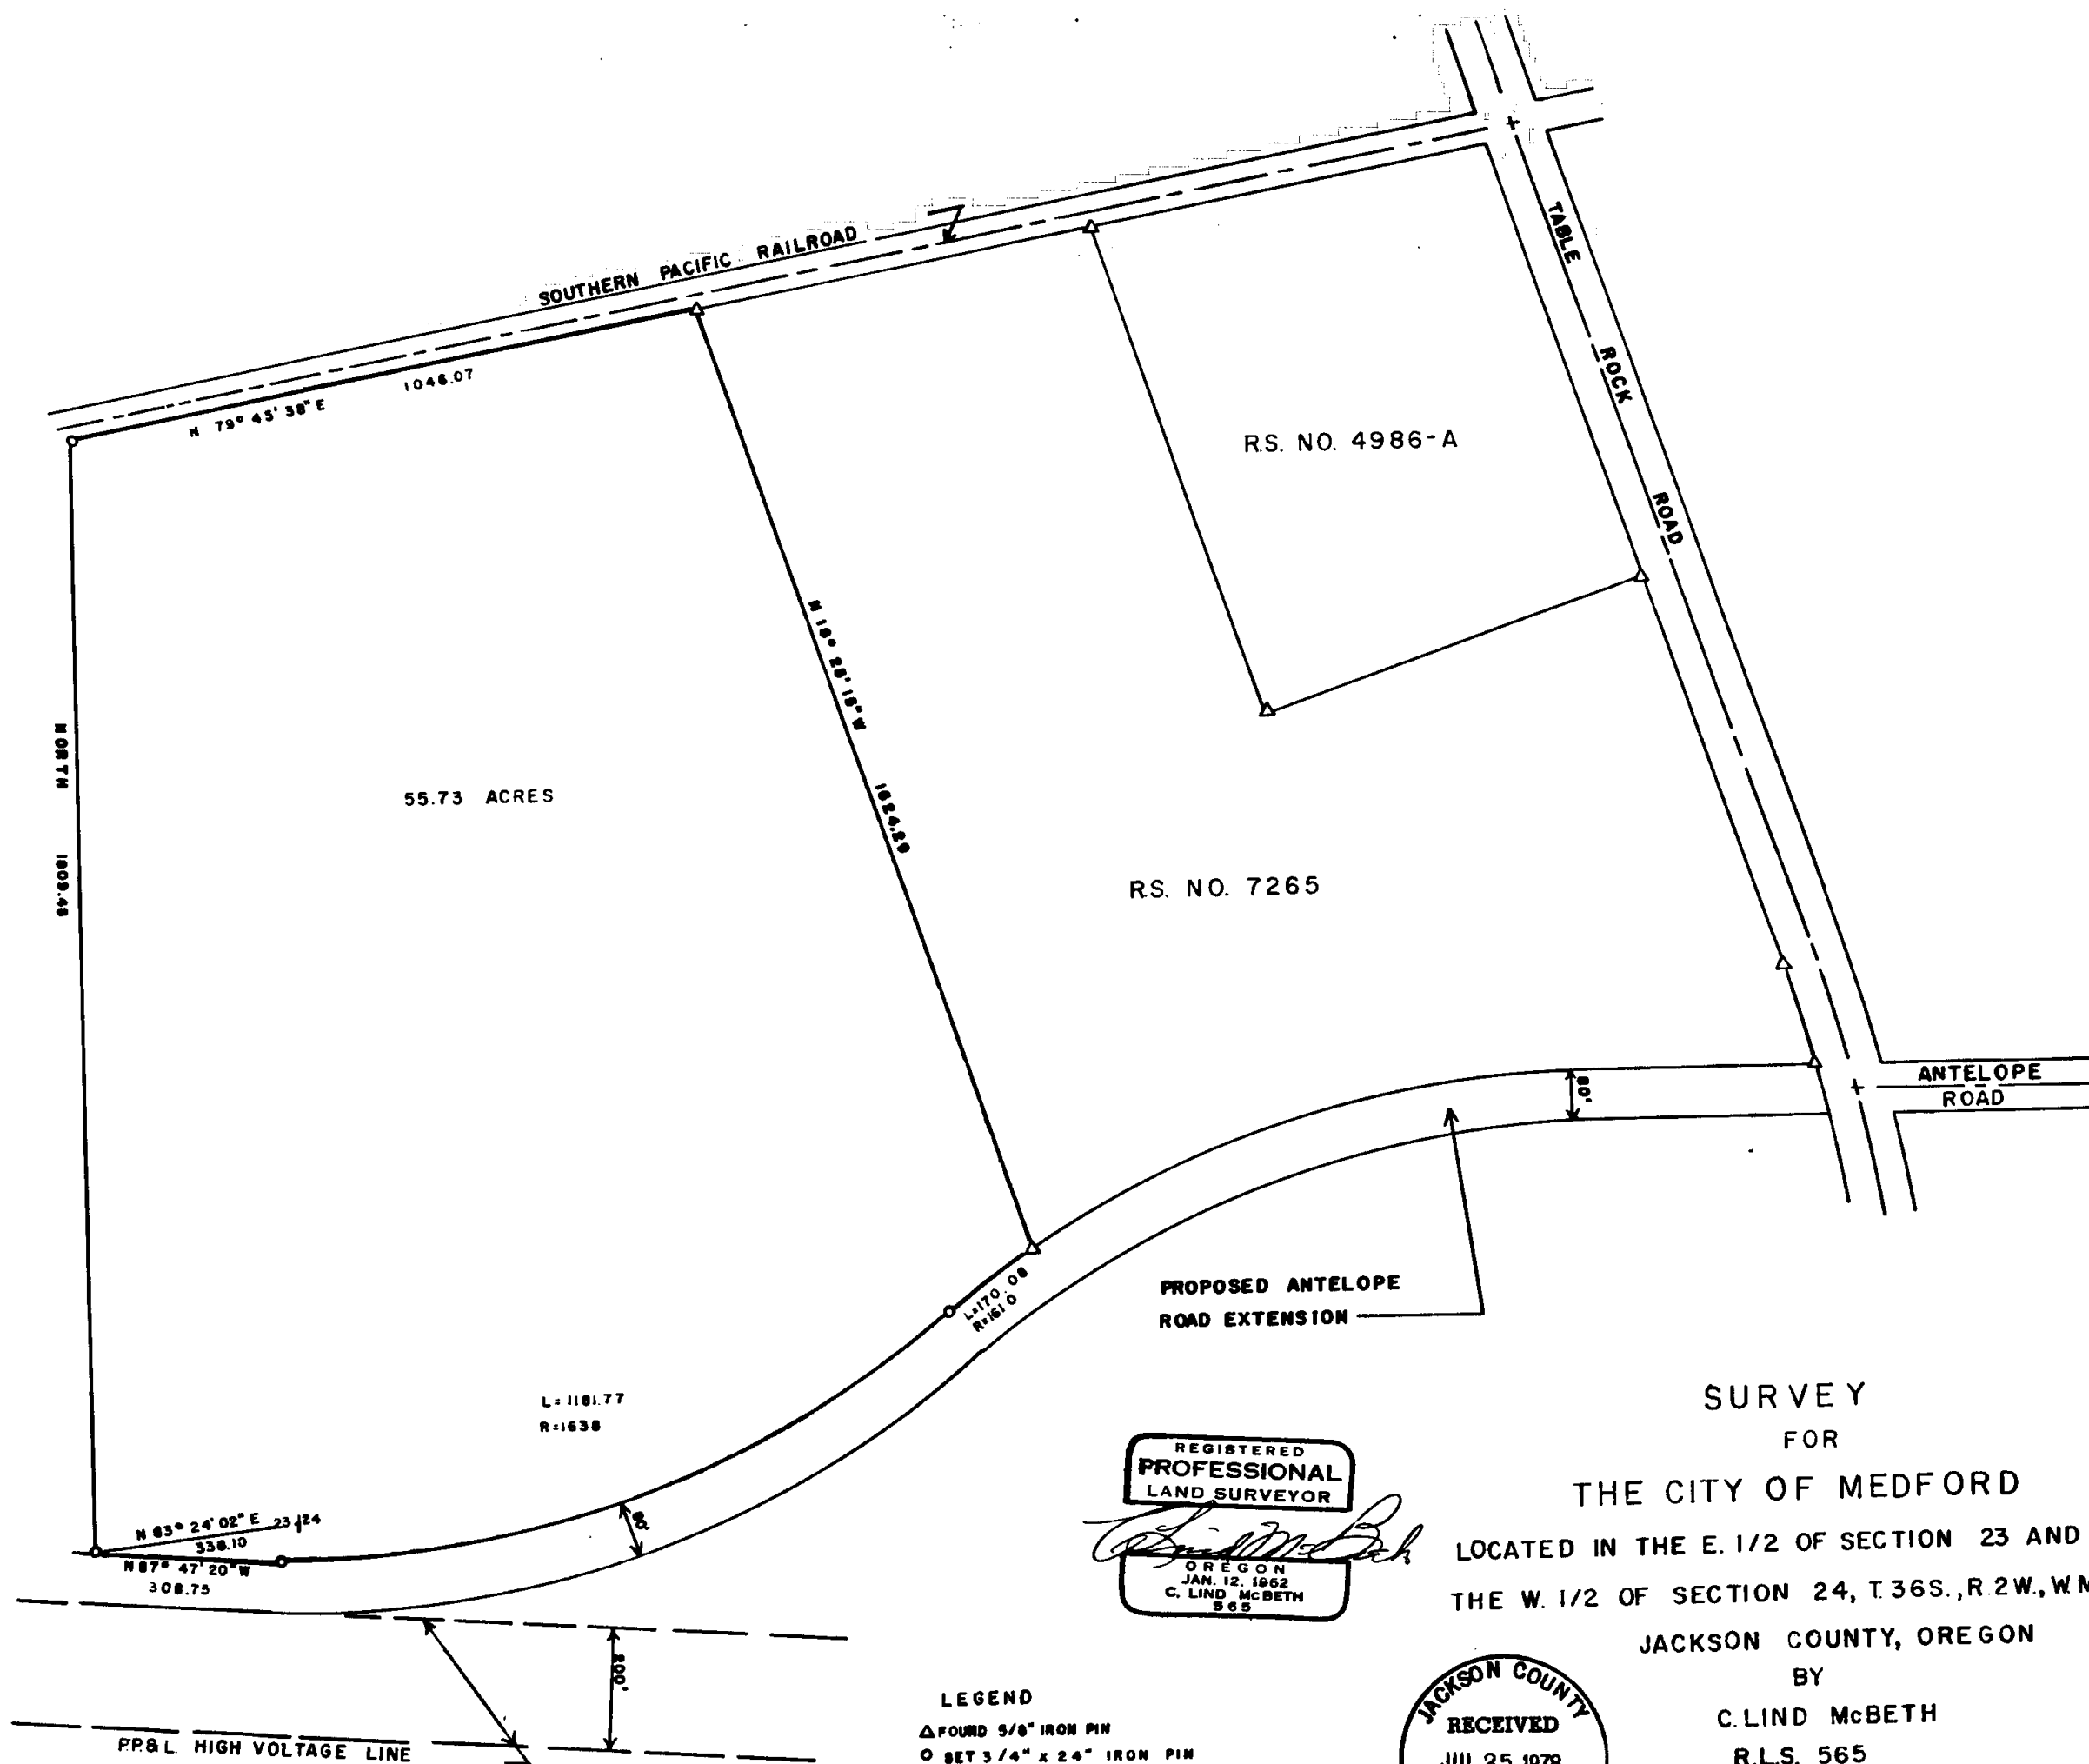 SOUTHERN PACIFIC RAILROAD
N 79° 45' 38" E
1046.07
TABLE ROCK ROAD
R.S. NO. 4986-A
55.73 ACRES
NORTH
R.S. NO. 7265
1624.29
ANTELOPE
ROAD
80'
L=170.08
R=1610
PROPOSED ANTELOPE
ROAD EXTENSION
L=1181.77
R=1638
N 83° 24' 02" E 23|24
338.10
N 87° 47' 20" W
308.75
80'
200'
P.P.& L. HIGH VOLTAGE LINE
REGISTERED
PROFESSIONAL
LAND SURVEYOR
C. Lind McBeth
OREGON
JAN. 12, 1962
C. LIND McBETH
565
LEGEND
△ FOUND 5/8" IRON PIN
○ SET 3/4" X 24" IRON PIN
SURVEY
FOR
THE CITY OF MEDFORD
LOCATED IN THE E. 1/2 OF SECTION 23 AND
THE W. 1/2 OF SECTION 24, T.36S., R.2W., W.M
JACKSON COUNTY, OREGON
BY
C. LIND McBETH
R.L.S. 565
JACKSON COUNTY
RECEIVED
JUL 25 1979